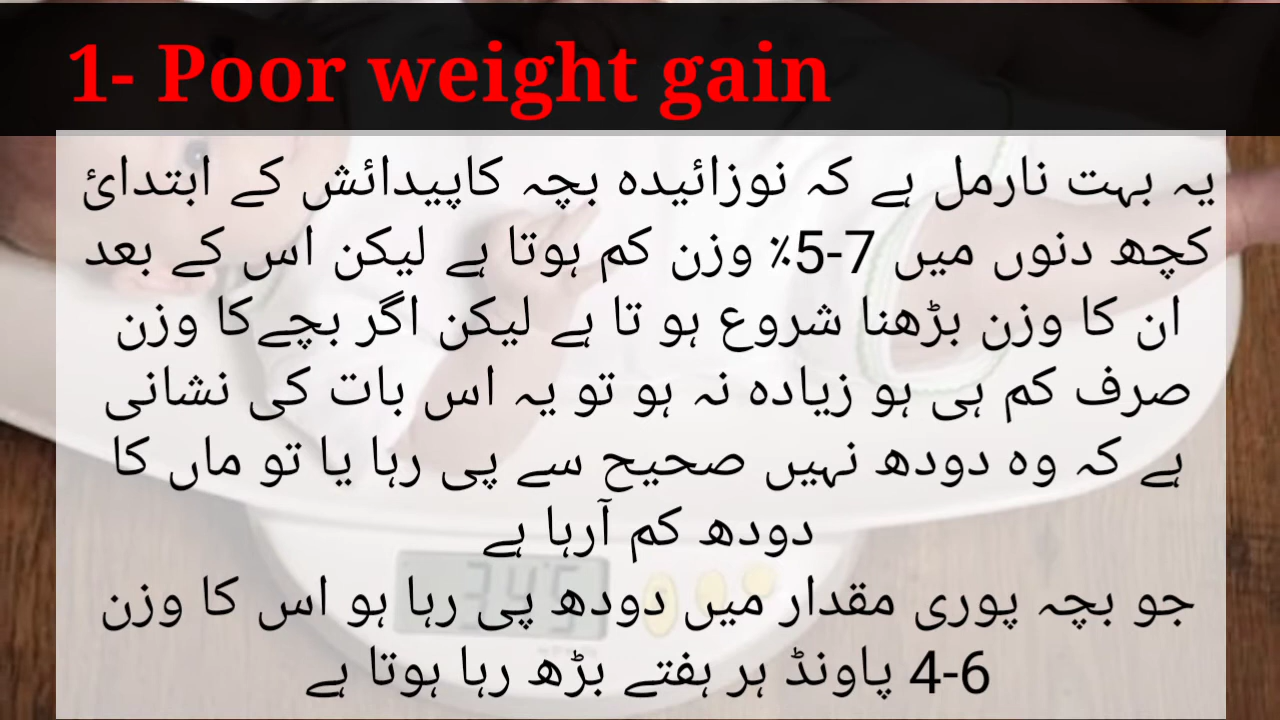 1- Poor weight gain
یہ بہت نارمل ہے کہ نوزائیدہ بچہ کاپیدائش کے ابتدائ
کچھ دنوں میں 7-5٪ وزن کم ہوتا ہے لیکن اس کے بعد
ان کا وزن بڑھنا شروع ہو تا ہے لیکن اگر بچےکا وزن
صرف کم ہی ہو زیادہ نہ ہو تو یہ اس بات کی نشانی
ہے کہ وہ دودھ نہیں صحیح سے پی رہا یا تو ماں کا
دودھ کم آرہا ہے
جو بچہ پوری مقدار میں دودھ پی رہا ہو اس کا وزن
4-6 پاونڈ ہر ہفتے بڑھ رہا ہوتا ہے